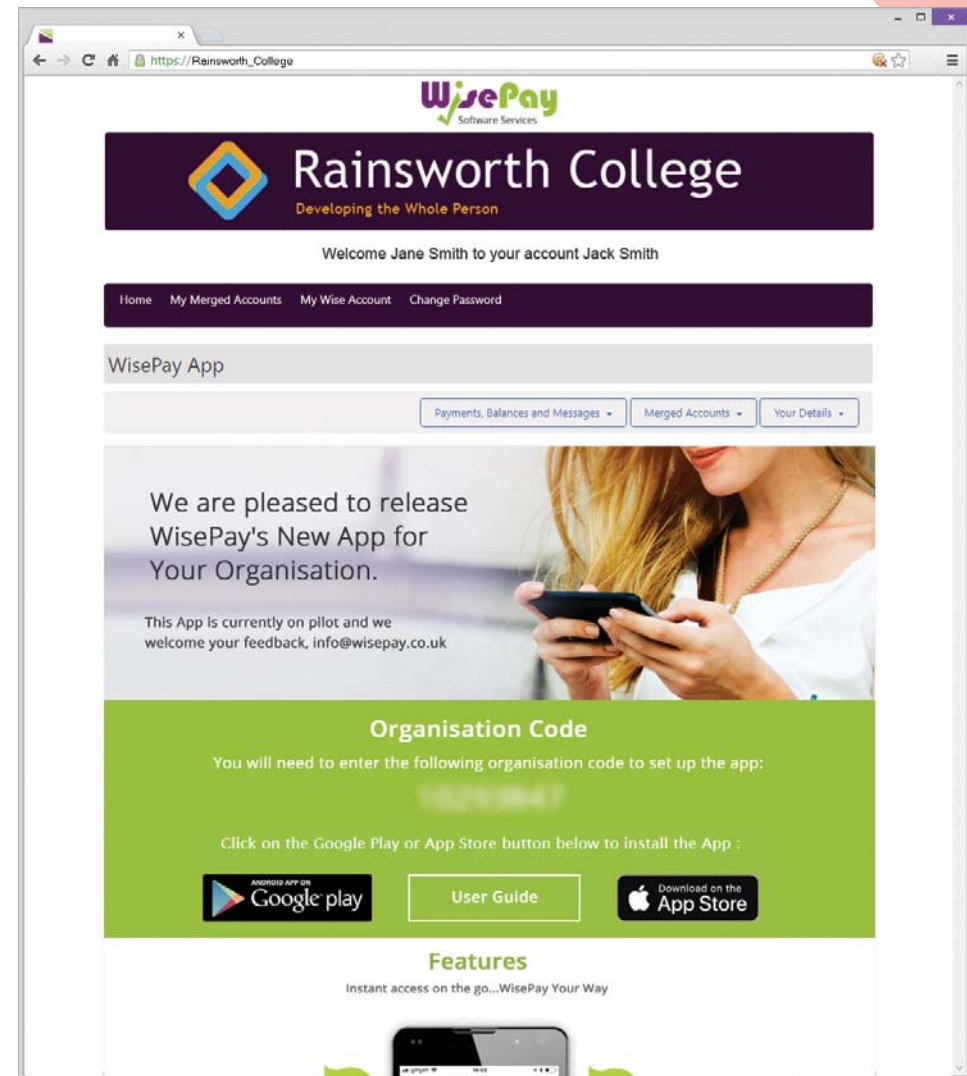 https://Rainsworth_College
WisePay
Software Services
Rainsworth College
Developing the Whole Person
Welcome Jane Smith to your account Jack Smith
Home My Merged Accounts My Wise Account Change Password
WisePay App
Payments, Balances and Messages Merged Accounts Your Details
We are pleased to release
WisePay's New App for
Your Organisation.
This App is currently on pilot and we
welcome your feedback, info@wisepay.co.uk
Organisation Code
You will need to enter the following organisation code to set up the app:
Click on the Google Play or App Store button below to install the App :
ANDROID APP ON
Google play
User Guide
Download on the
App Store
Features
Instant access on the go...WisePay Your Way